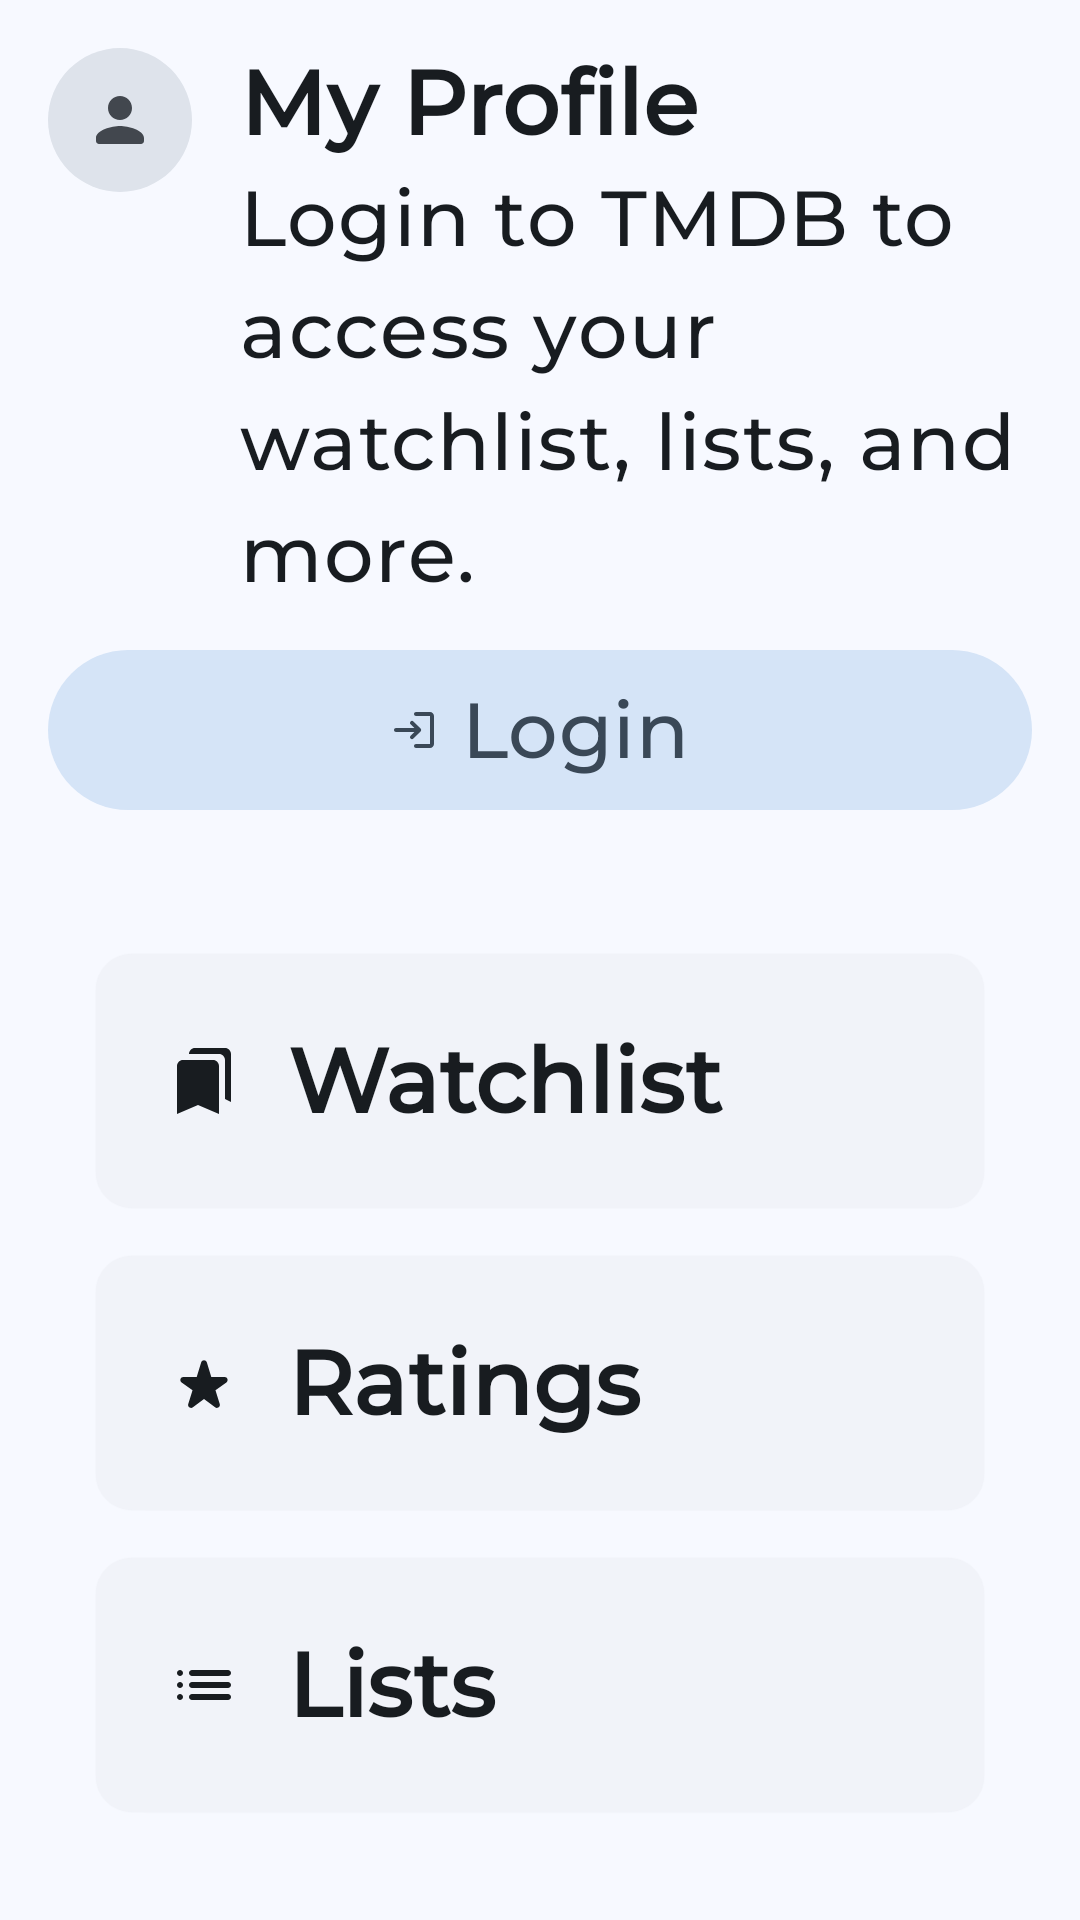 My Profile
Login to TMDB to
access your
watchlist, lists, and
more.
Login
Watchlist
Ratings
Lists